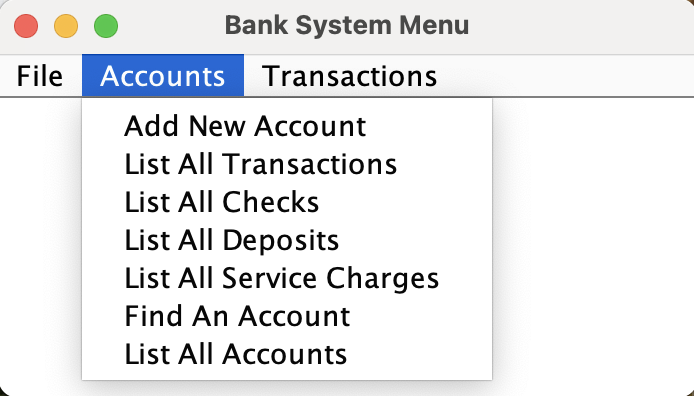 Bank System Menu
File Accounts Transactions
Add New Account
List All Transactions
List All Checks
List All Deposits
List All Service Charges
Find An Account
List All Accounts